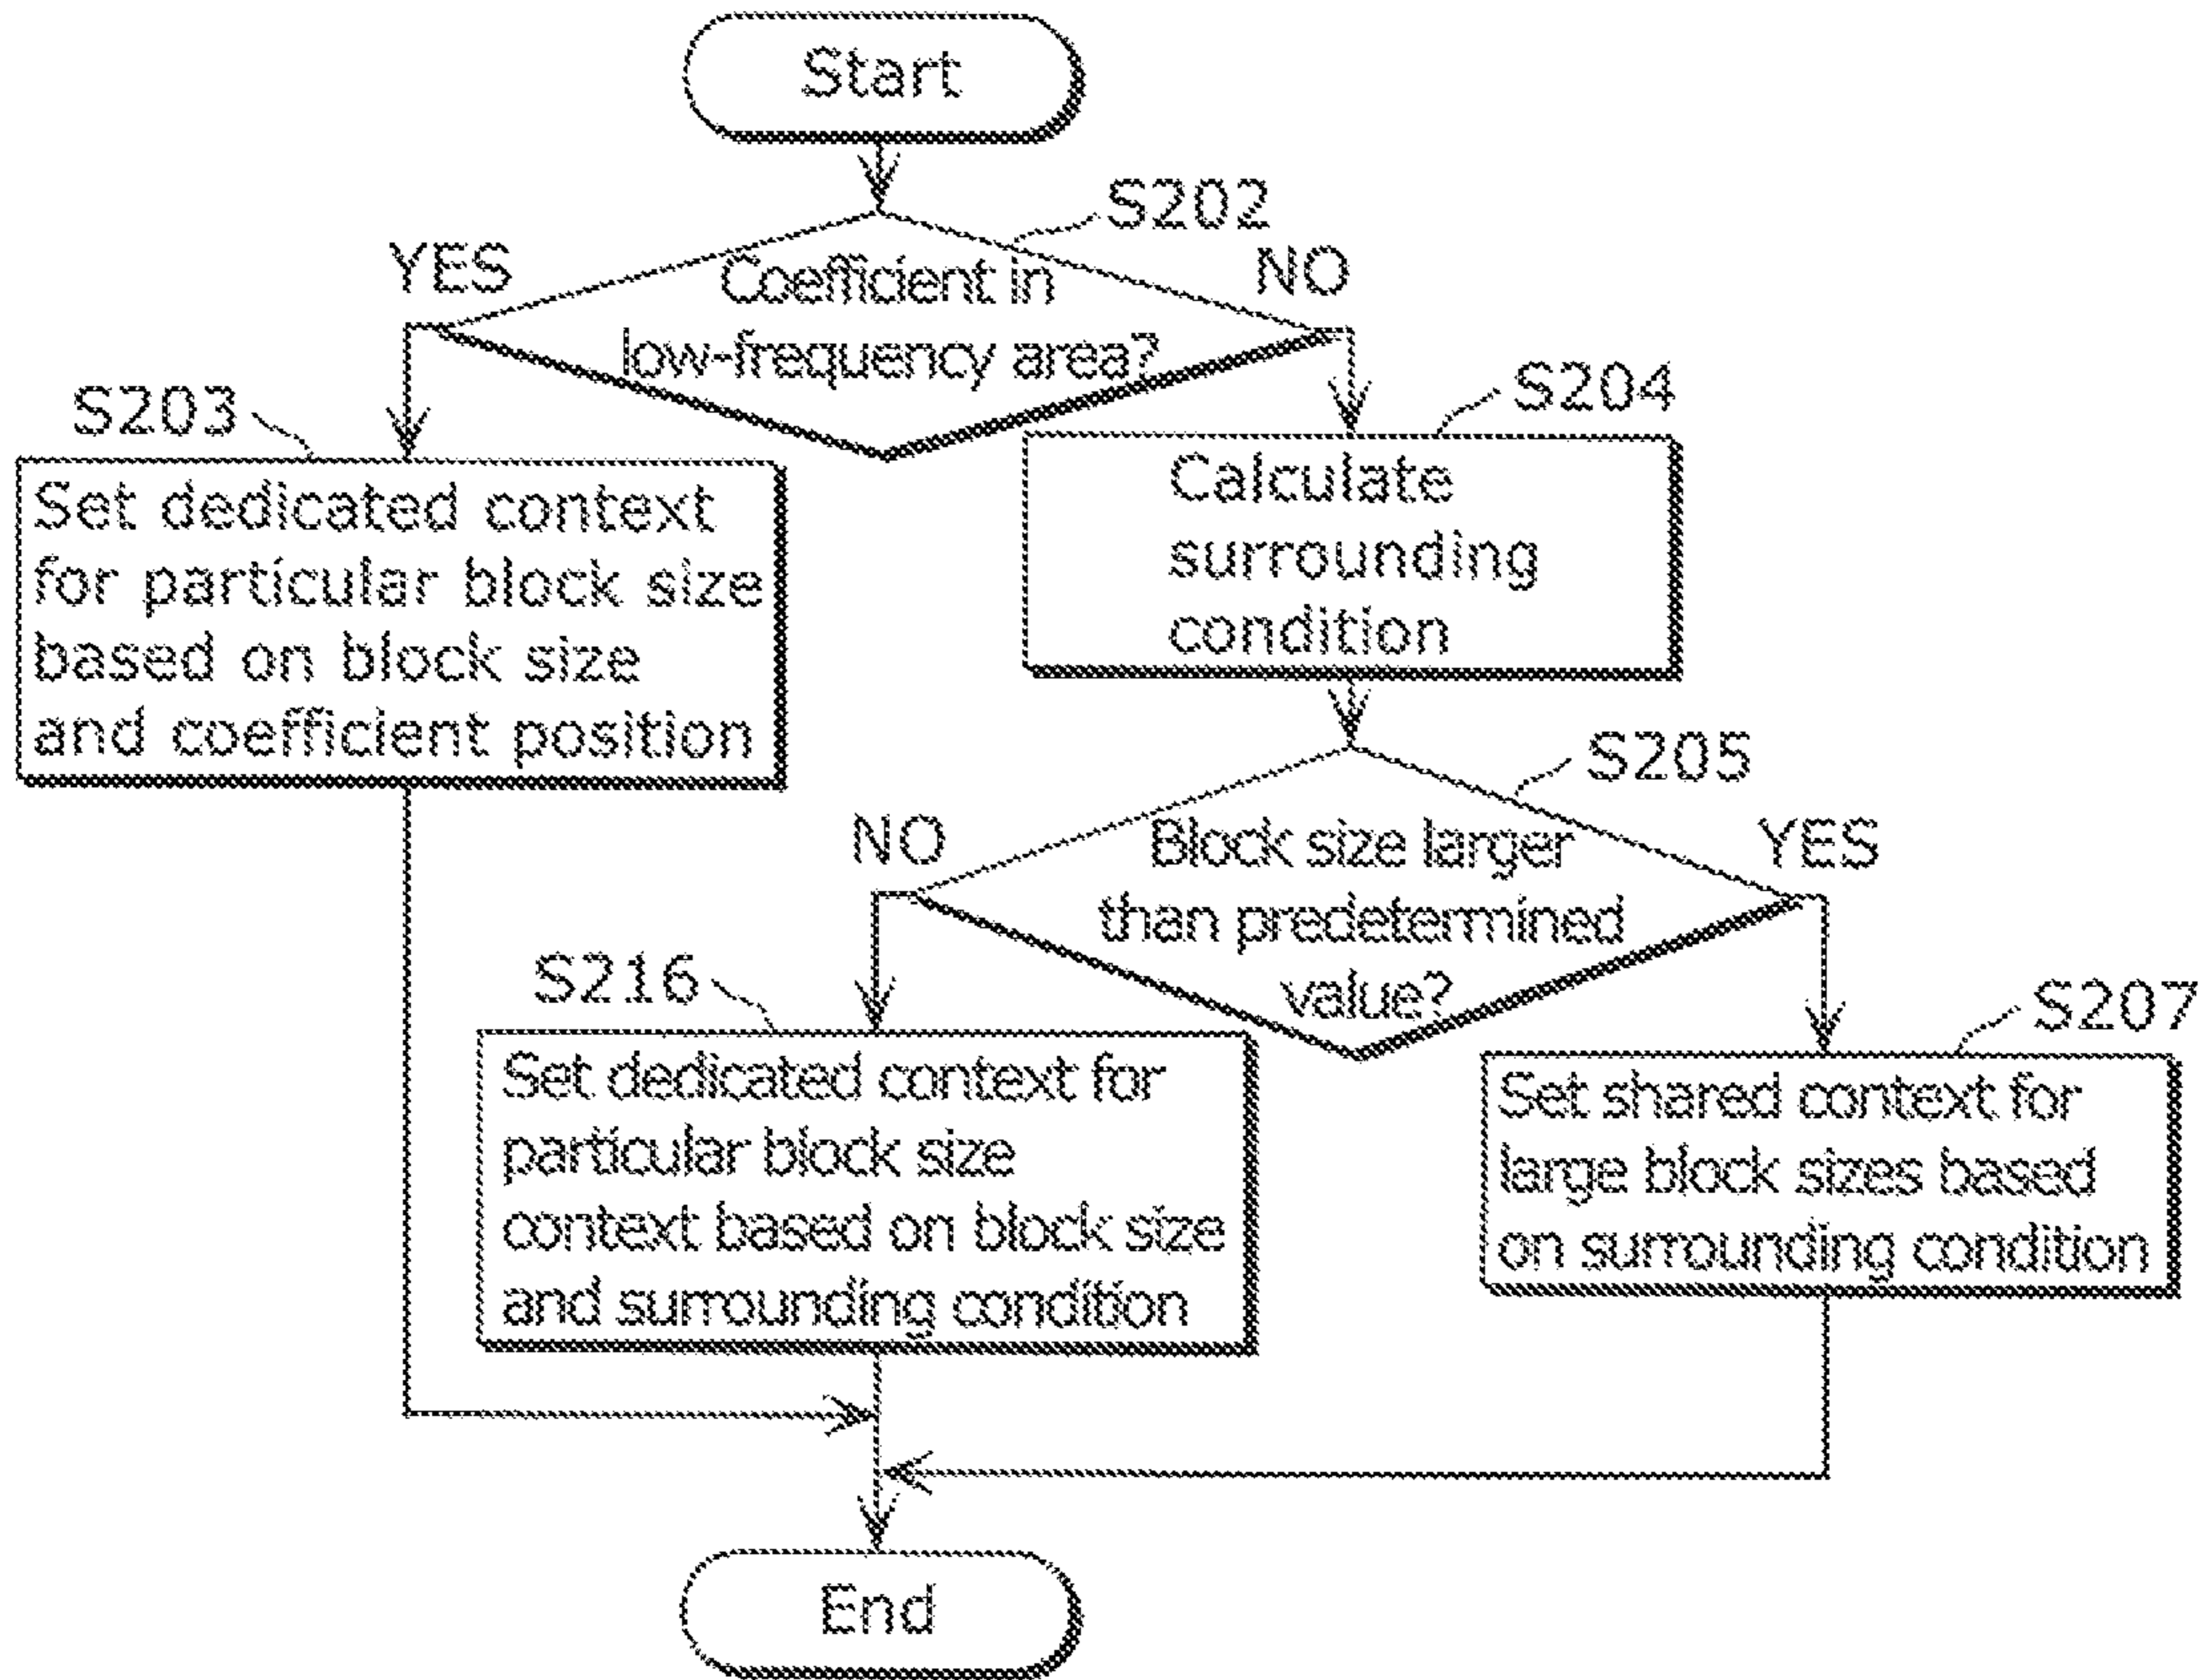 Start
S202
YES
NO
Coefficient in
low-frequency area?
S203
S204
Set dedicated context
for particular block size
based on block size
and coefficient position
Calculate
surrounding
condition
S205
NO
YES
Block size larger
than predetermined
value?
S216
S207
Set dedicated context for
particular block size
context based on block size
and surrounding condition
Set shared context for
large block sizes based
on surrounding condition
End